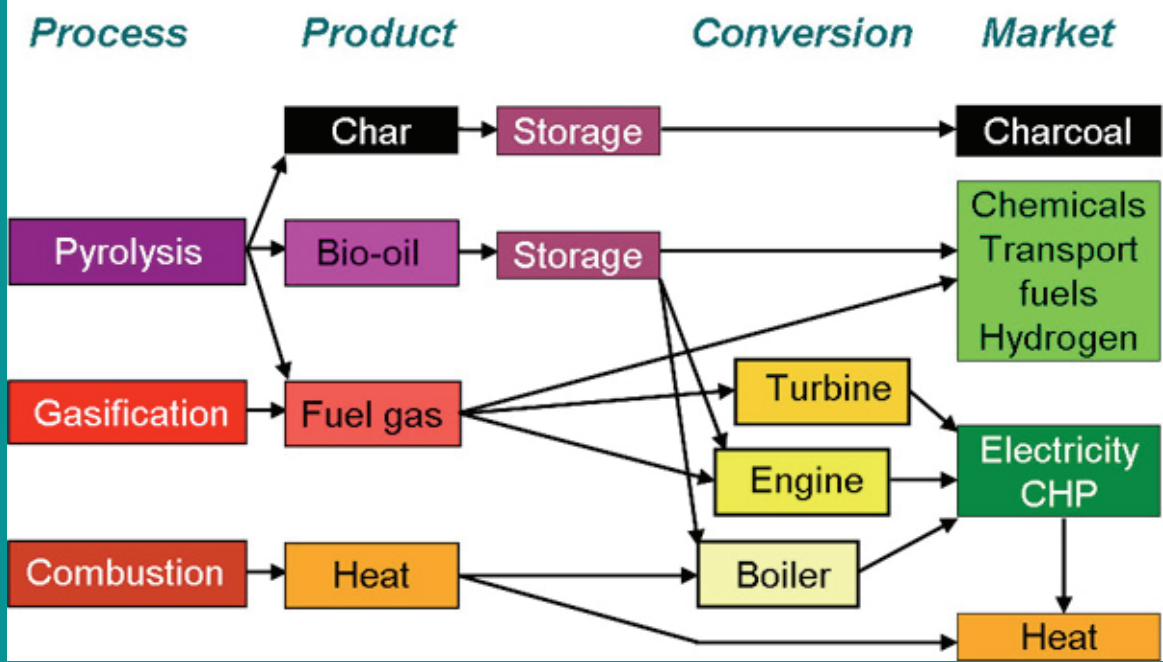 Process Product Conversion Market
Char Storage Charcoal
Pyrolysis Bio-oil Storage
Chemicals
Transport
fuels
Hydrogen
Gasification Fuel gas Turbine
Engine
Electricity
CHP
Combustion Heat Boiler
Heat